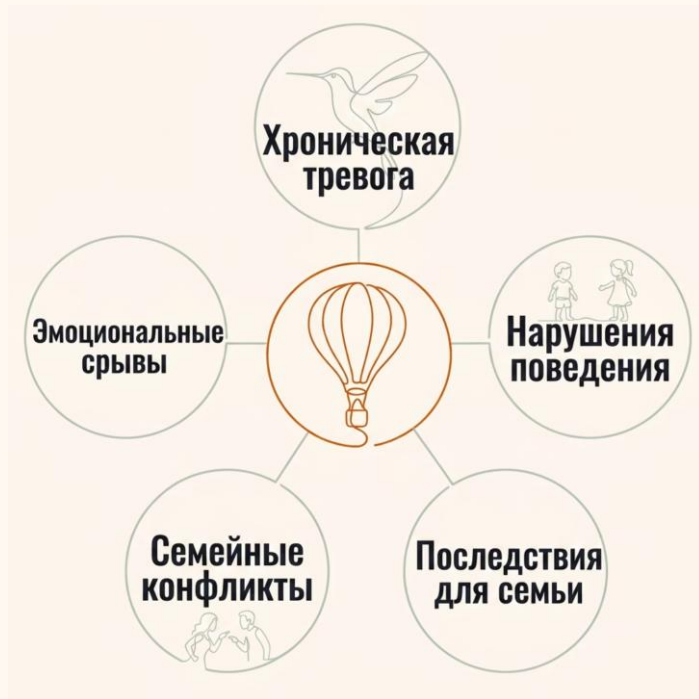 Хроническая
тревога
Эмоциональные
срывы
Нарушения
поведения
Семейные
конфликты
Последствия
для семьи